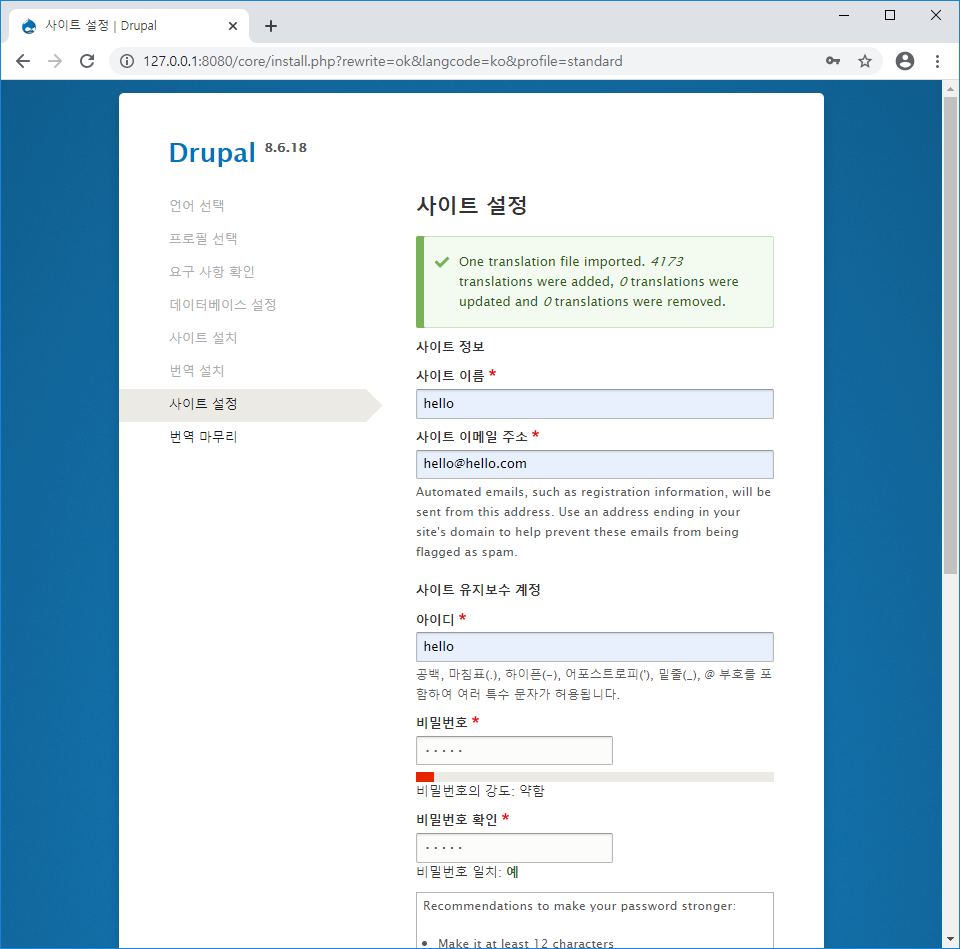 사이트 설정 | Drupal
127.0.0.1:8080/core/install.php?rewrite=ok&langcode=ko&profile=standard
Drupal 8.6.18
언어 선택
프로필 선택
요구 사항 확인
데이터베이스 설정
사이트 설치
번역 설치
사이트 설정
번역 마무리
사이트 설정
One translation file imported. 4173
translations were added, 0 translations were
updated and 0 translations were removed.
사이트 정보
사이트 이름 *
hello
사이트 이메일 주소 *
hello@hello.com
Automated emails, such as registration information, will be
sent from this address. Use an address ending in your
site's domain to help prevent these emails from being
flagged as spam.
사이트 유지보수 계정
아이디 *
hello
공백, 마침표(.), 하이픈(-), 어포스트로피('), 밑줄(_), @ 부호를 포
함하여 여러 특수 문자가 허용됩니다.
비밀번호 *
·····
비밀번호의 강도: 약함
비밀번호 확인 *
·····
비밀번호 일치: 예
Recommendations to make your password stronger:
• Make it at least 12 characters